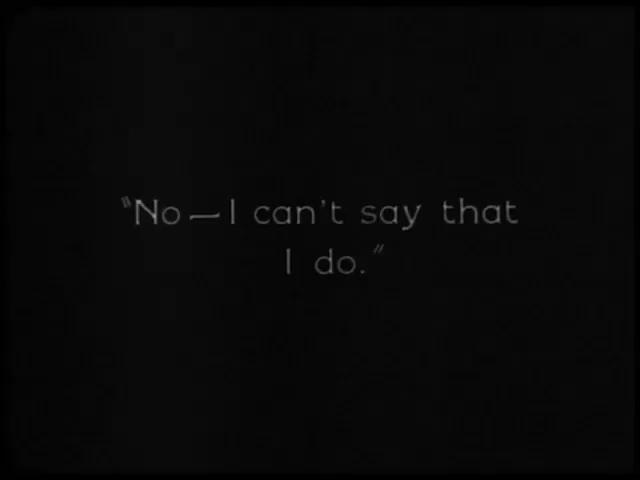 "No — I can't say that
I do."